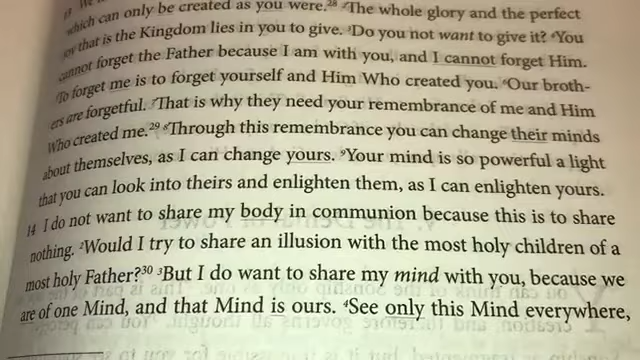 which can only be created as you were.28 2The whole glory and the perfect
joy that is the Kingdom lies in you to give. 3Do you not want to give it? 4You
cannot forget the Father because I am with you, and I cannot forget Him.
5To forget me is to forget yourself and Him Who created you. 6Our broth-
ers are forgetful. 7That is why they need your remembrance of me and Him
Who created me.29 8Through this remembrance you can change their minds
about themselves, as I can change yours. 9Your mind is so powerful a light
that you can look into theirs and enlighten them, as I can enlighten yours.
14 I do not want to share my body in communion because this is to share
nothing. 2Would I try to share an illusion with the most holy children of a
most holy Father?30 3But I do want to share my mind with you, because we
are of one Mind, and that Mind is ours. 4See only this Mind everywhere,